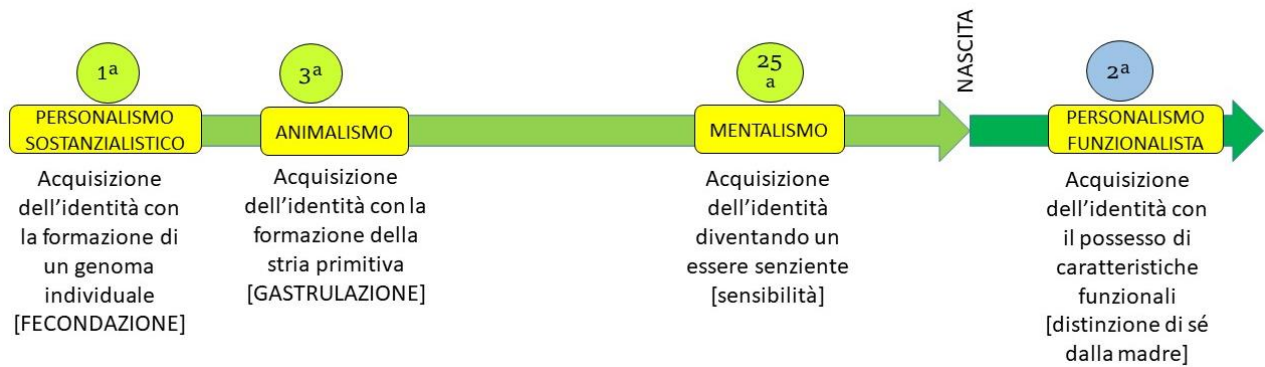 1ª
PERSONALISMO
SOSTANZIALISTICO
Acquisizione
dell’identità con
la formazione di
un genoma
individuale
[FECONDAZIONE]
3ª
ANIMALISMO
Acquisizione
dell’identità con la
formazione della
stria primitiva
[GASTRULAZIONE]
25
a
MENTALISMO
Acquisizione
dell’identità
diventando un
essere senziente
[sensibilità]
NASCITA
2ª
PERSONALISMO
FUNZIONALISTA
Acquisizione
dell’identità con
il possesso di
caratteristiche
funzionali
[distinzione di sé
dalla madre]